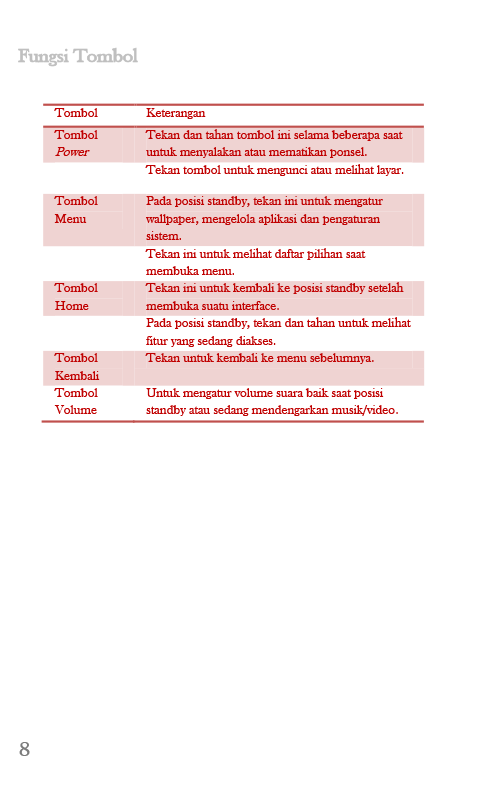 Fungsi Tombol
Tombol Keterangan
Tombol Tekan dan tahan tombol ini selama beberapa saat
Power untuk menyalakan atau mematikan ponsel.
Tekan tombol untuk mengunci atau melihat layar.
Tombol Pada posisi standby, tekan ini untuk mengatur
Menu wallpaper, mengelola aplikasi dan pengaturan
sistem.
Tekan ini untuk melihat daftar pilihan saat
membuka menu.
Tombol Tekan ini untuk kembali ke posisi standby setelah
Home membuka suatu interface.
Pada posisi standby, tekan dan tahan untuk melihat
fitur yang sedang diakses.
Tombol Tekan untuk kembali ke menu sebelumnya.
Kembali
Tombol Untuk mengatur volume suara baik saat posisi
Volume standby atau sedang mendengarkan musik/video.
8